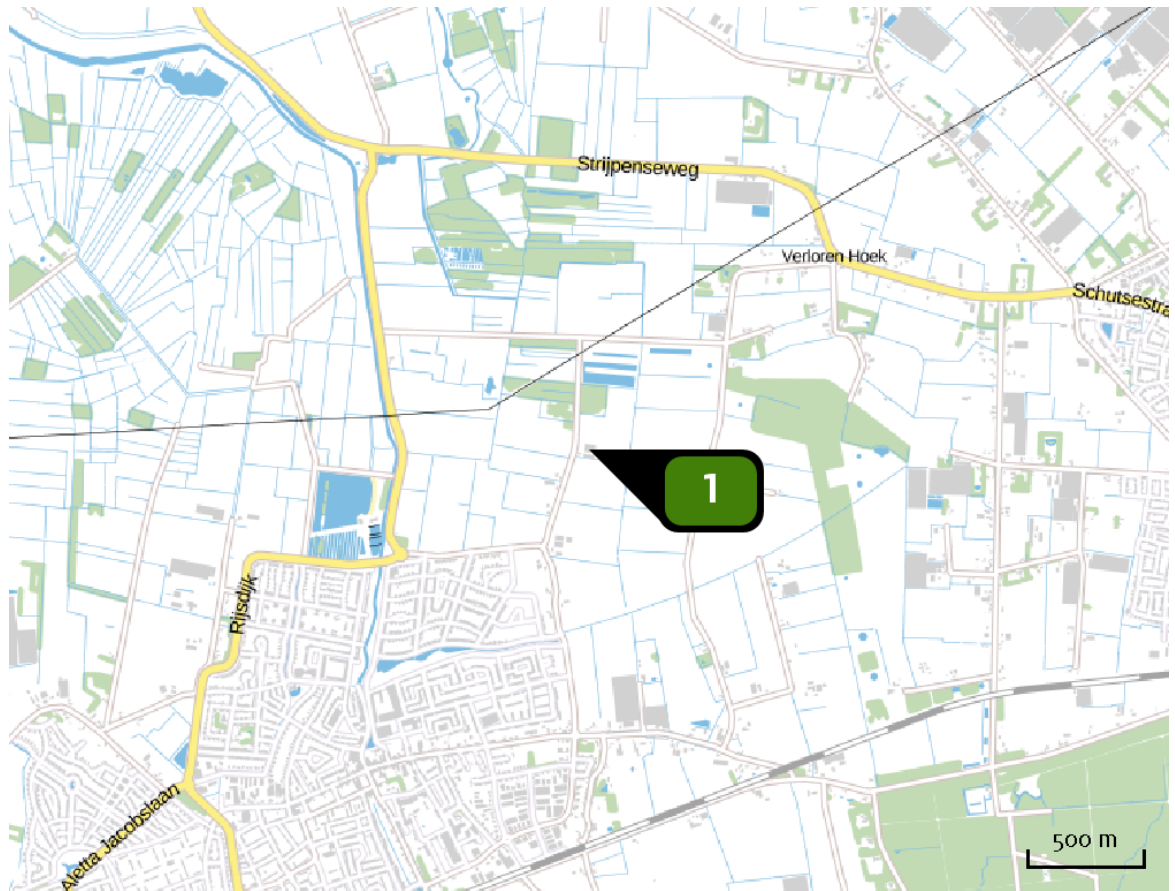 Strijpenseweg
Verloren Hoek
Schutsestra
1
Rijsdijk
Aletta Jacobslaan
500 m